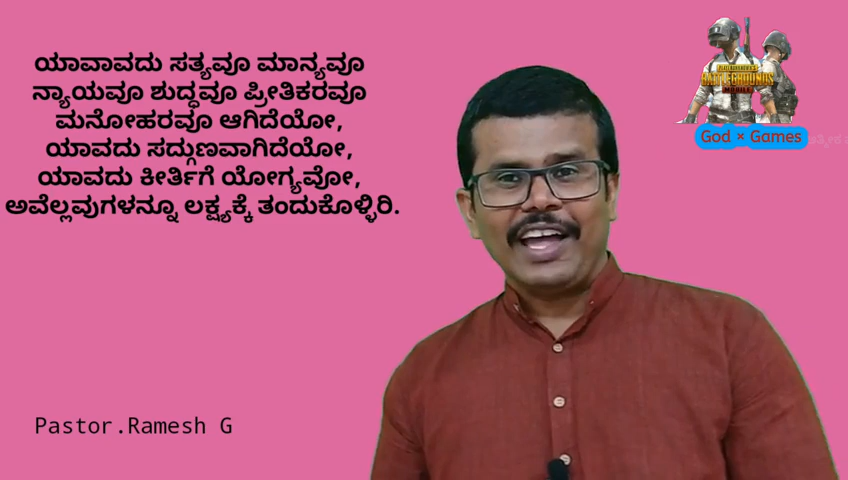 ಯಾವಾವದು ಸತ್ಯವೂ ಮಾನ್ಯವೂ
ನ್ಯಾಯವೂ ಶುದ್ಧವೂ ಪ್ರೀತಿಕರವೂ
ಮನೋಹರವೂ ಆಗಿದೆಯೋ,
ಯಾವದು ಸದ್ಗುಣವಾಗಿದೆಯೋ,
ಯಾವದು ಕೀರ್ತಿಗೆ ಯೋಗ್ಯವೋ,
ಅವೆಲ್ಲವುಗಳನ್ನೂ ಲಕ್ಷ್ಯಕ್ಕೆ ತಂದುಕೊಳ್ಳಿರಿ.
BATTLEGROUNDS
MOBILE
God × Games
Pastor.Ramesh G